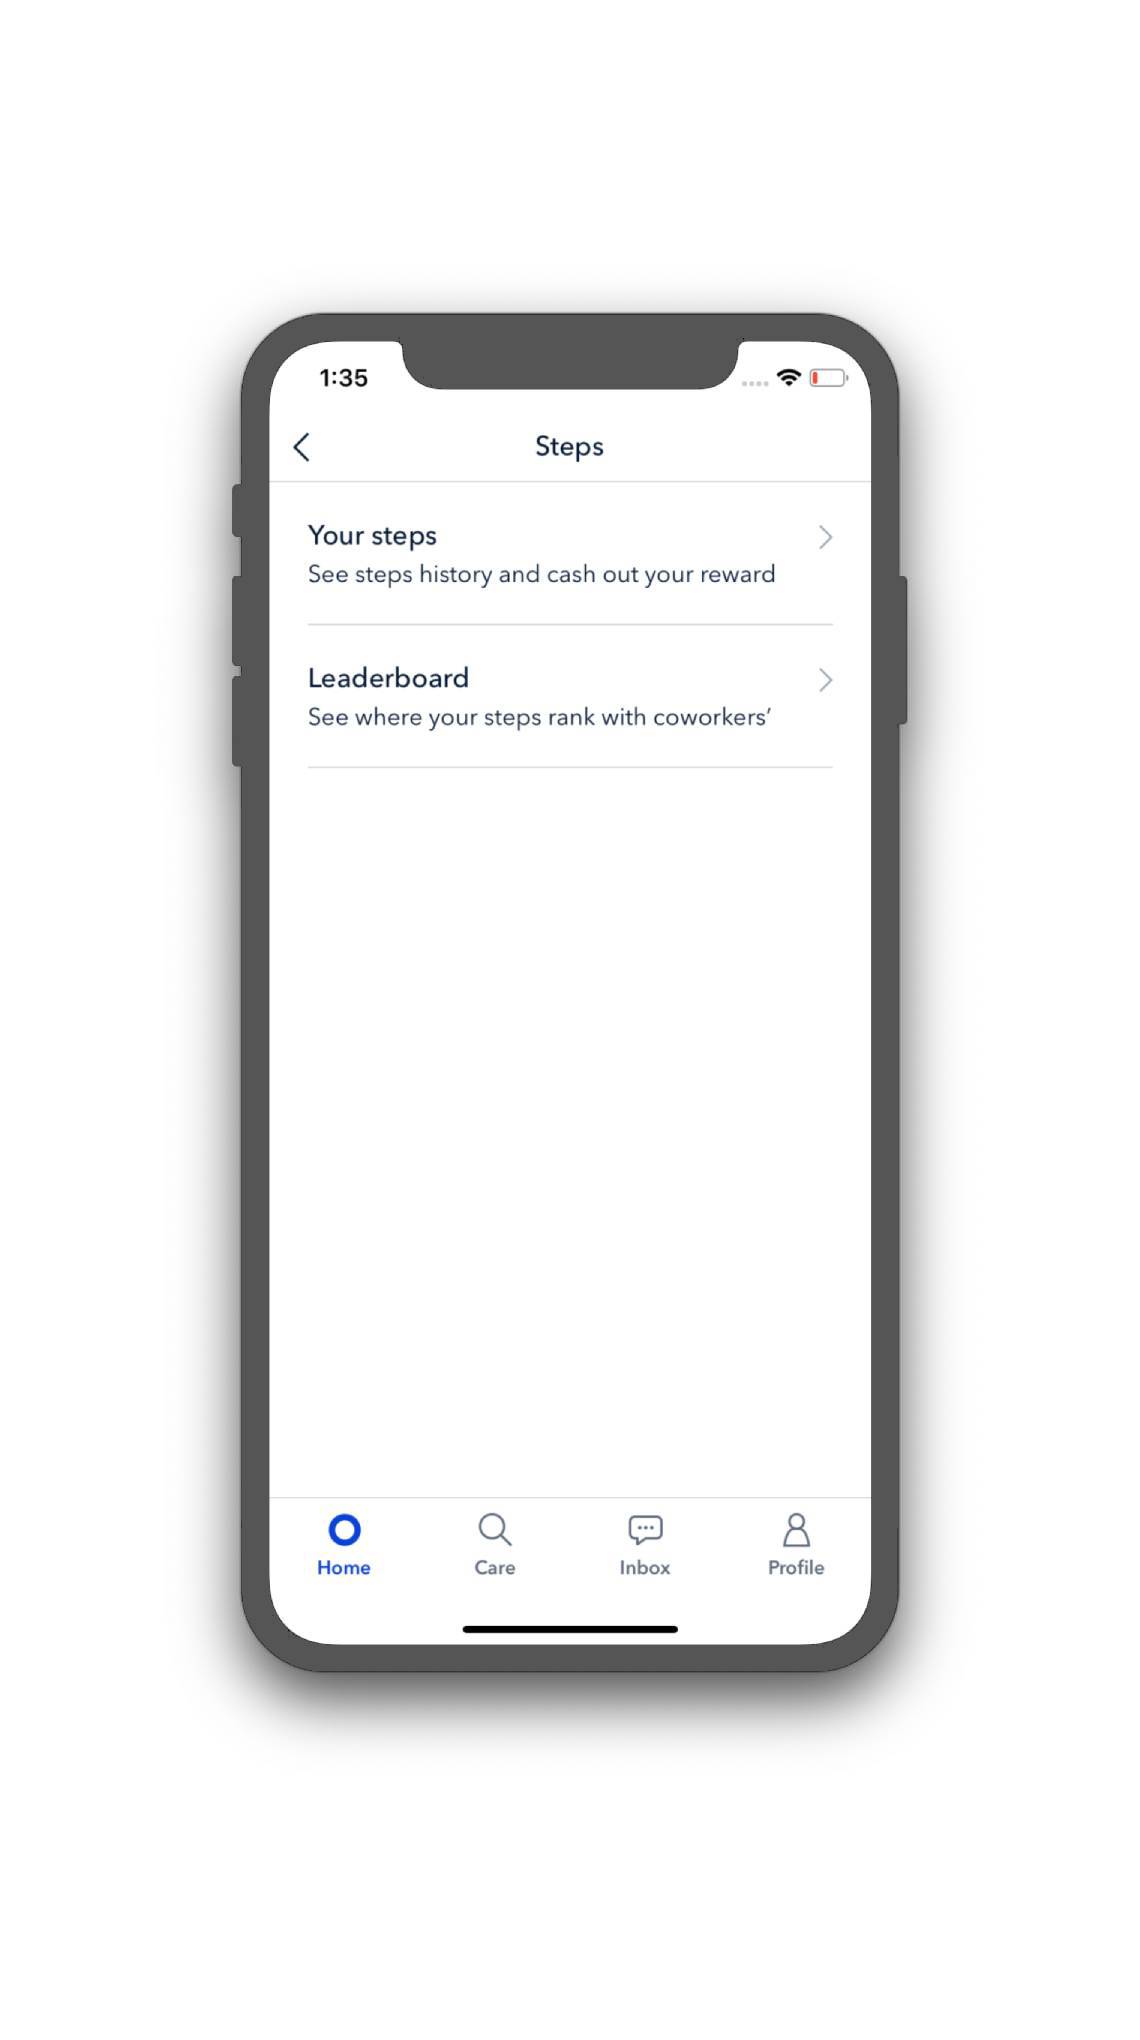 1:35
Steps
Your steps
See steps history and cash out your reward
Leaderboard
See where your steps rank with coworkers’
Home
Care
Inbox
Profile